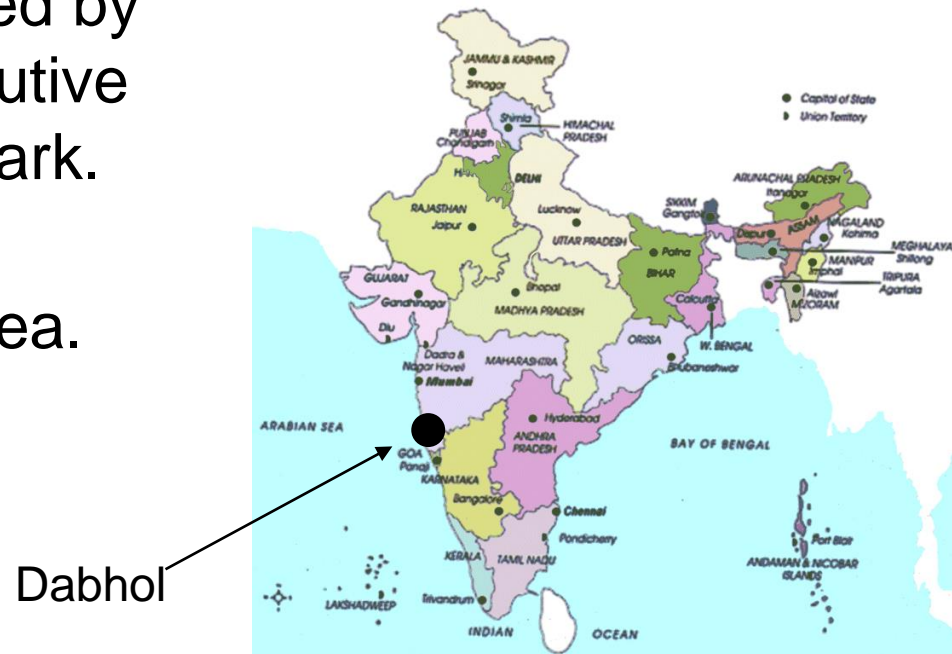 ed by
utive
ark.
ea.
JAMMU & KASHMIR
Srinagar
Capital of State
Union Territory
Shimla
HIMACHAL
PRADESH
PUNJAB
Chandigarh
DELHI
ARUNACHAL PRADESH
Itanagar
SIKKIM
Gangtok
RAJASTHAN
Jaipur
Lucknow
UTTAR PRADESH
Dispur
ASSAM
NAGALAND
Kohima
MEGHALAYA
Shillong
Patna
BIHAR
MANIPUR
Imphal
TRIPURA
Agartala
GUJARAT
Gandhinagar
Bhopal
MADHYA PRADESH
Calcutta
Aizawl
MIZORAM
Diu
Dadra &
Nagar Haveli
MAHARASHTRA
ORISSA
W. BENGAL
Bhubaneshwar
Mumbai
ARABIAN SEA
Hyderabad
ANDHRA
PRADESH
BAY OF BENGAL
GOA
Panaji
KARNATAKA
Bangalore
Chennai
Pondicherry
Port Blair
KERALA
TAMIL NADU
ANDAMAN & NICOBAR
ISLANDS
Dabhol
LAKSHADWEEP
Trivandrum
INDIAN
OCEAN